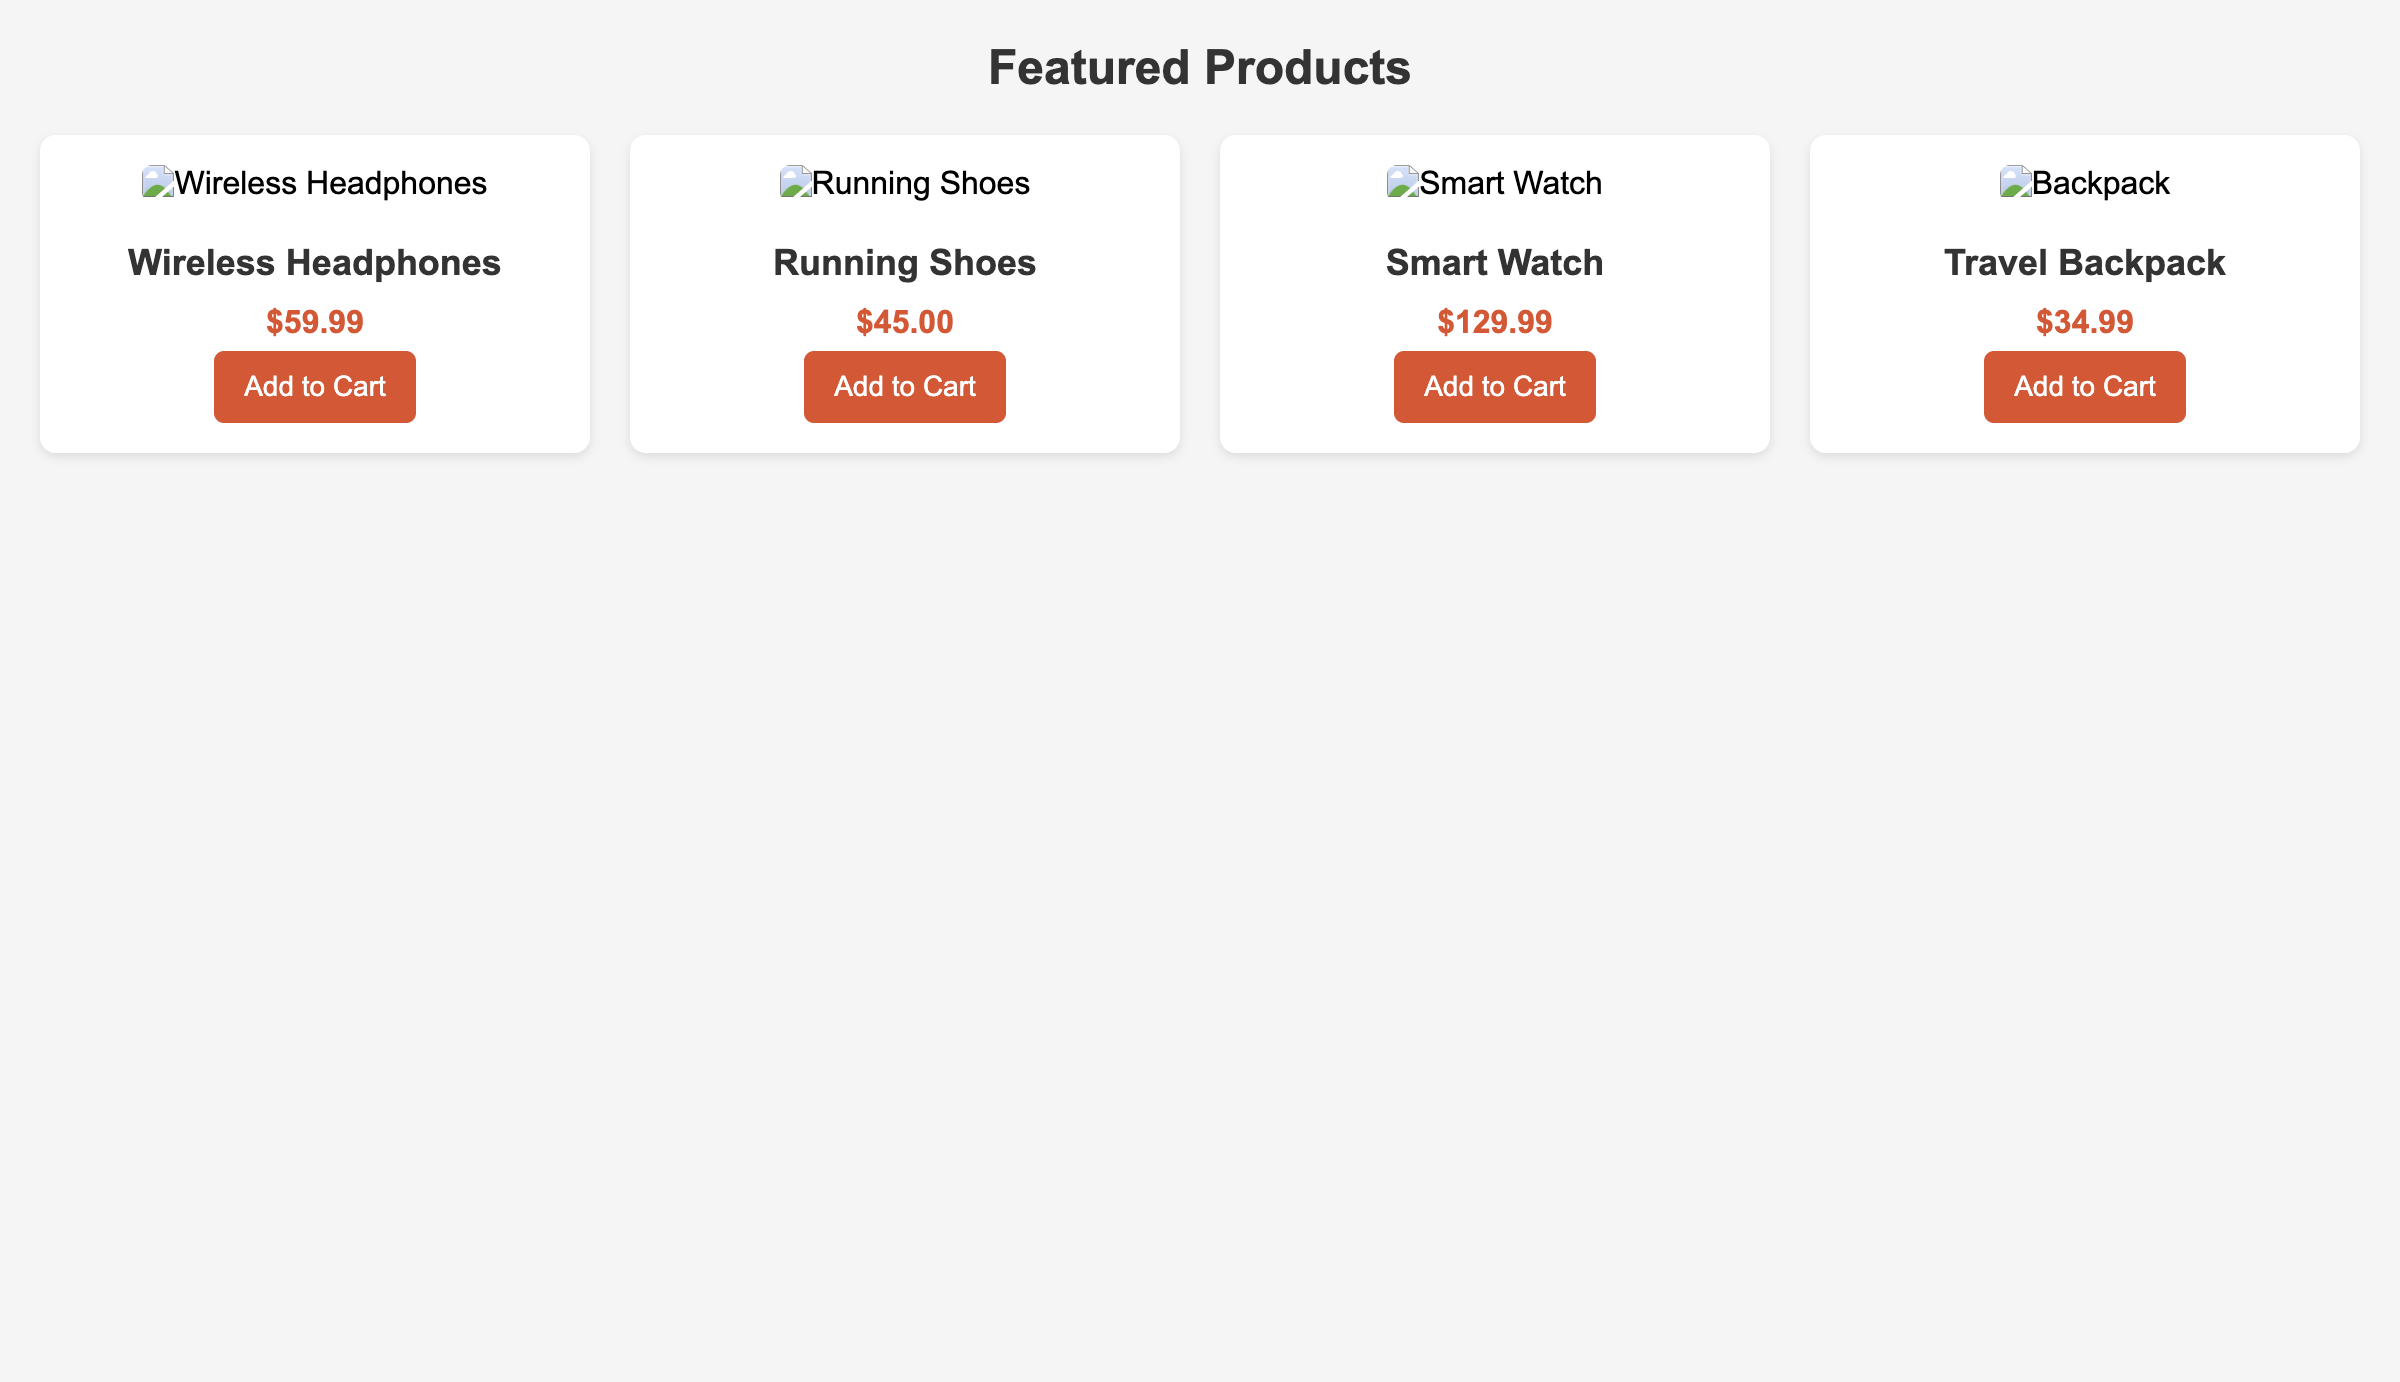 Featured Products
Wireless Headphones
Wireless Headphones
$59.99
Add to Cart
Running Shoes
Running Shoes
$45.00
Add to Cart
Smart Watch
Smart Watch
$129.99
Add to Cart
Backpack
Travel Backpack
$34.99
Add to Cart